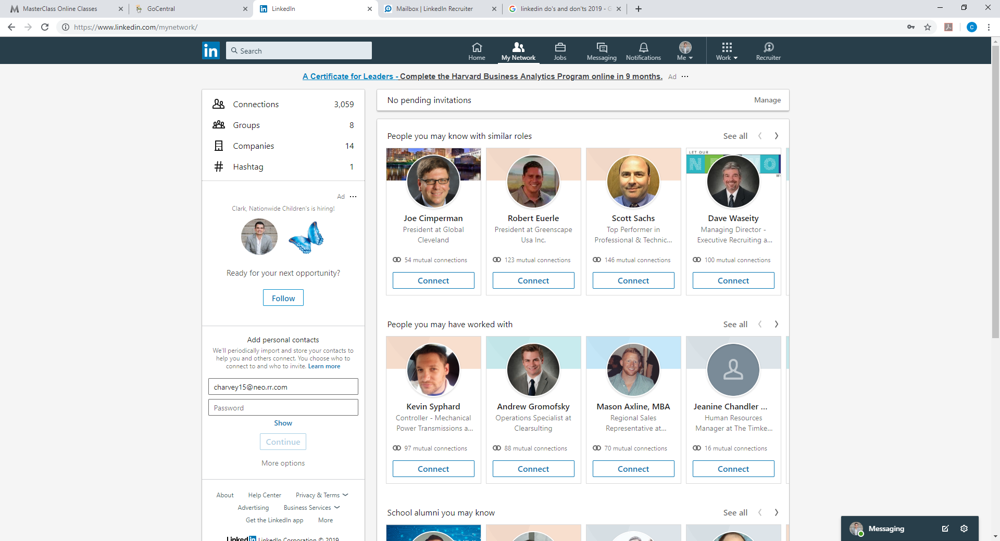 MasterClass Online Classes
GoCentral
LinkedIn
Mailbox | LinkedIn Recruiter
linkedin do's and don'ts 2019 - G
https://www.linkedin.com/mynetwork/
C
in
Search
Home
My Network
Jobs
Messaging
Notifications
Me
Work
Recruiter
A Certificate for Leaders - Complete the Harvard Business Analytics Program online in 9 months. Ad
Connections 3,059
Groups 8
Companies 14
Hashtag 1
Ad
Clark, Nationwide Children's is hiring!
Ready for your next opportunity?
Follow
Add personal contacts
We'll periodically import and store your contacts to
help you and others connect. You choose who to
connect to and who to invite. Learn more
charvey15@neo.rr.com
Password
Show
Continue
More options
About Help Center Privacy & Terms
Advertising Business Services
Get the LinkedIn app More
LinkedIn LinkedIn Corporation © 2019
No pending invitations Manage
People you may know with similar roles See all
Joe Cimperman
President at Global
Cleveland
54 mutual connections
Connect
Robert Euerle
President at Greenscape
Usa Inc.
123 mutual connections
Connect
Scott Sachs
Top Performer in
Professional & Technic...
146 mutual connections
Connect
LET OUR
Dave Waseity
Managing Director -
Executive Recruiting a...
100 mutual connections
Connect
People you may have worked with See all
Kevin Syphard
Controller - Mechanical
Power Transmissions a...
97 mutual connections
Connect
Andrew Gromofsky
Operations Specialist at
Clearsulting
88 mutual connections
Connect
Mason Axline, MBA
Regional Sales
Representative at...
70 mutual connections
Connect
Jeanine Chandler ...
Human Resources
Manager at The Timke...
16 mutual connections
Connect
School alumni you may know See all
Messaging